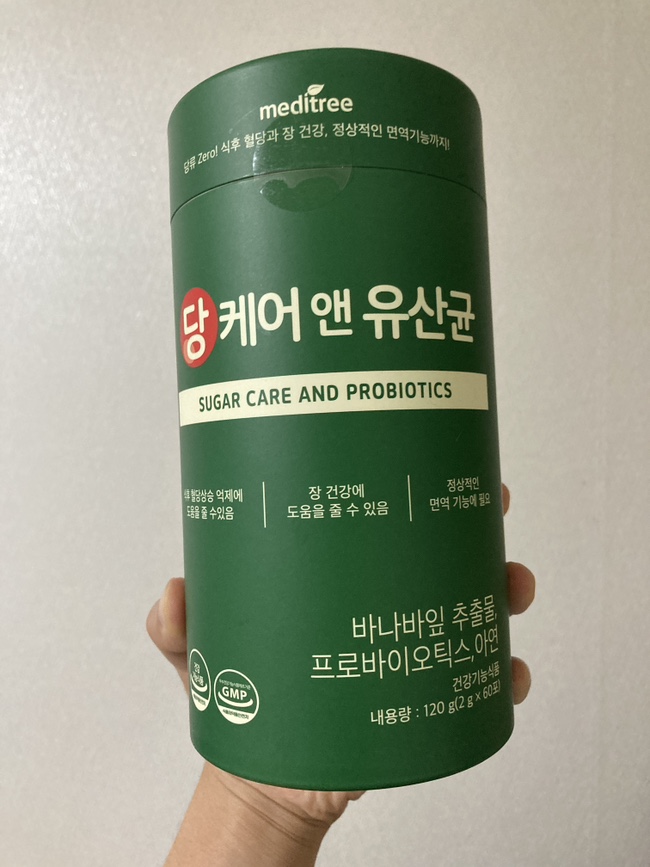 meditree
당류 Zero! 식후 혈당과 장 건강, 정상적인 면역기능까지!
당케어 앤 유산균
SUGAR CARE AND PROBIOTICS
식후 혈당상승 억제에
도움을 줄 수있음
장 건강에
도움을 줄 수 있음
정상적인
면역 기능에 필요
바나바잎 추출물,
프로바이오틱스, 아연
건강기능식품
내용량 : 120 g(2 g x 60포)
GMP